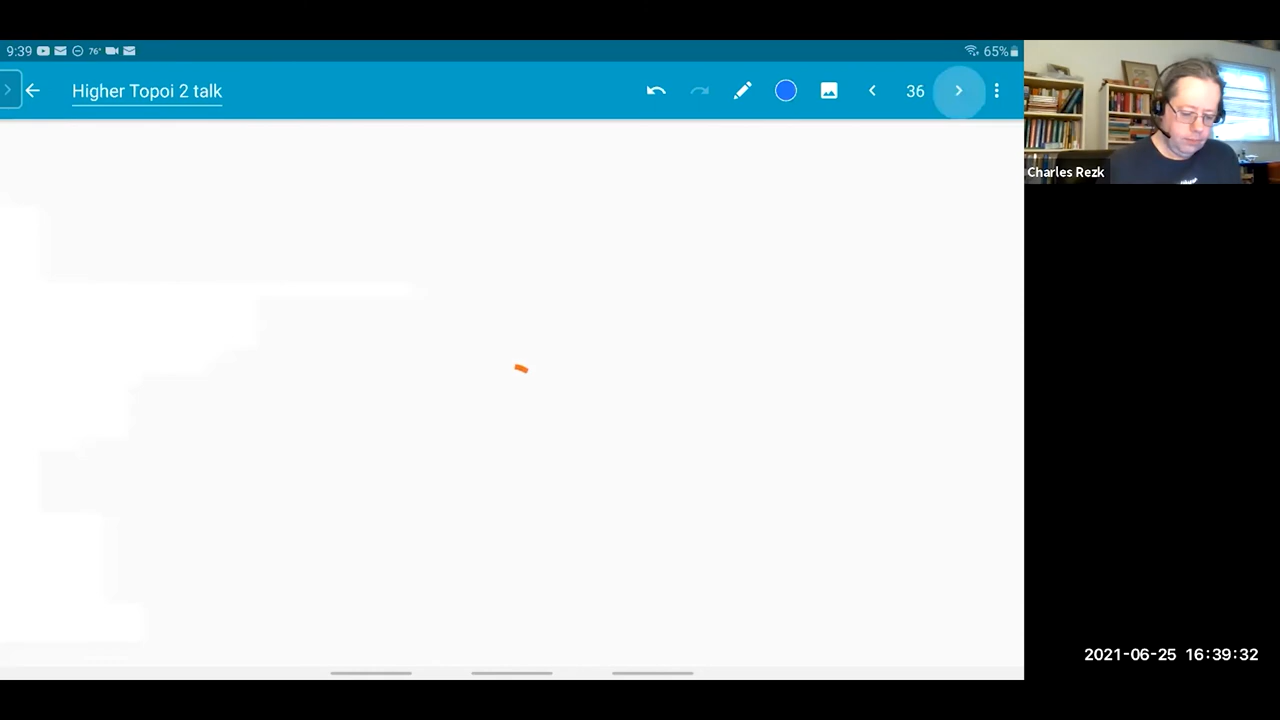 9:39 76° 65%
Higher Topoi 2 talk 36
Charles Rezk
2021-06-25 16:39:32